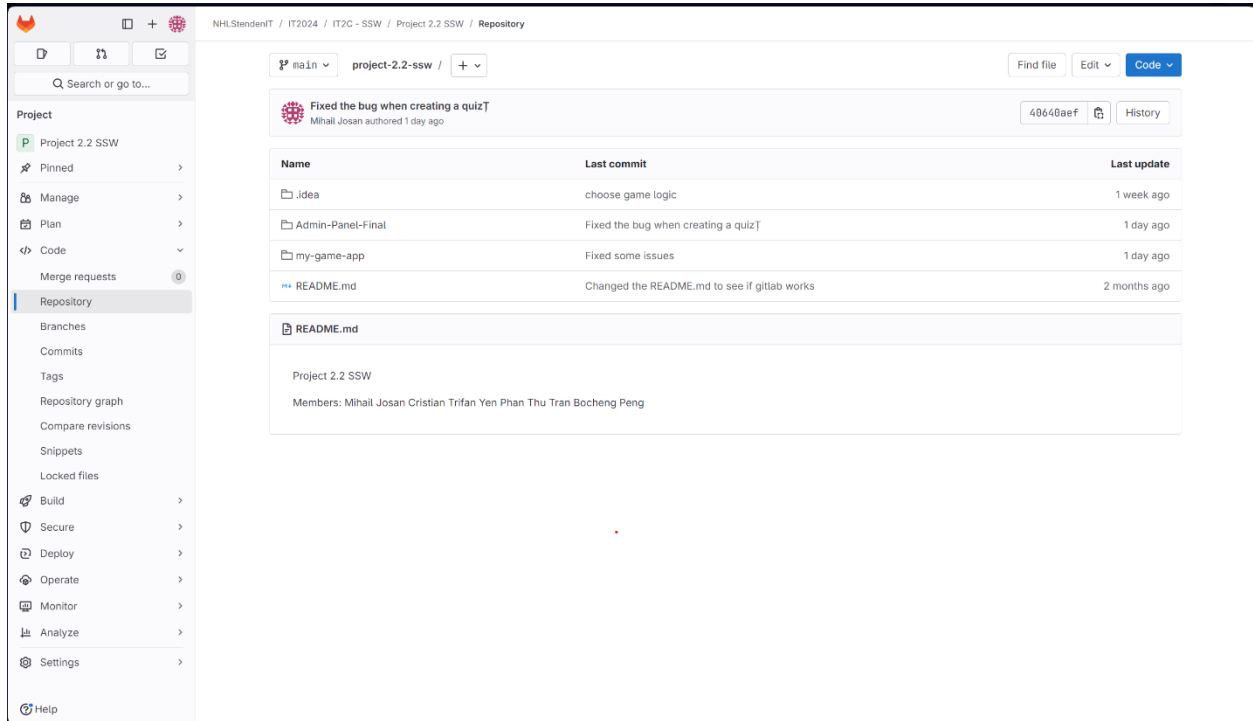 NHLStendenIT / IT2024 / IT2C - SSW / Project 2.2 SSW / Repository
Search or go to...
Project
P Project 2.2 SSW
Pinned
Manage
Plan
Code
Merge requests 0
Repository
Branches
Commits
Tags
Repository graph
Compare revisions
Snippets
Locked files
Build
Secure
Deploy
Operate
Monitor
Analyze
Settings
Help
main project-2.2-ssw / + Find file Edit Code
Fixed the bug when creating a quizŢ
Mihail Josan authored 1 day ago
40640aef History
Name Last commit Last update
.idea choose game logic 1 week ago
Admin-Panel-Final Fixed the bug when creating a quizŢ 1 day ago
my-game-app Fixed some issues 1 day ago
README.md Changed the README.md to see if gitlab works 2 months ago
README.md
Project 2.2 SSW
Members: Mihail Josan Cristian Trifan Yen Phan Thu Tran Bocheng Peng